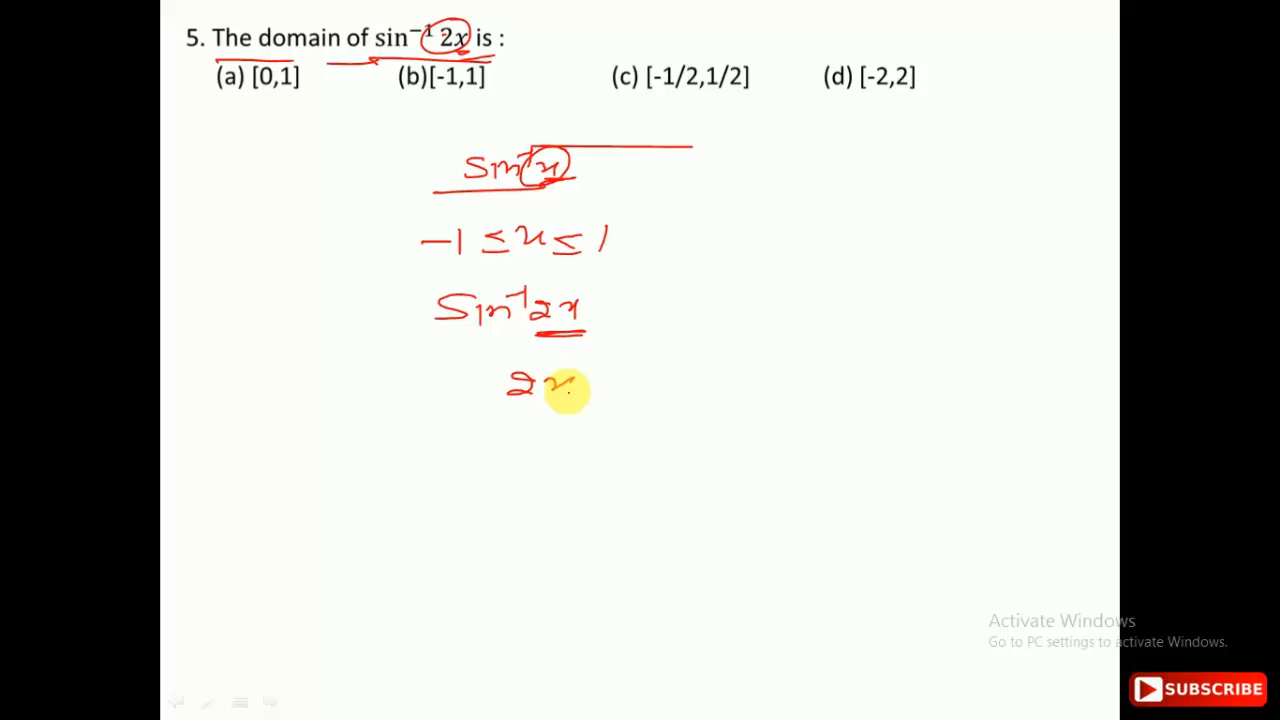 5. The domain of sin⁻¹ 2x is :
(a) [0,1] (b)[-1,1] (c) [-1/2,1/2] (d) [-2,2]
Sin⁻¹x
-1 ≤ x ≤ 1
Sin⁻¹2x
2x
Activate Windows
Go to PC settings to activate Windows.
SUBSCRIBE